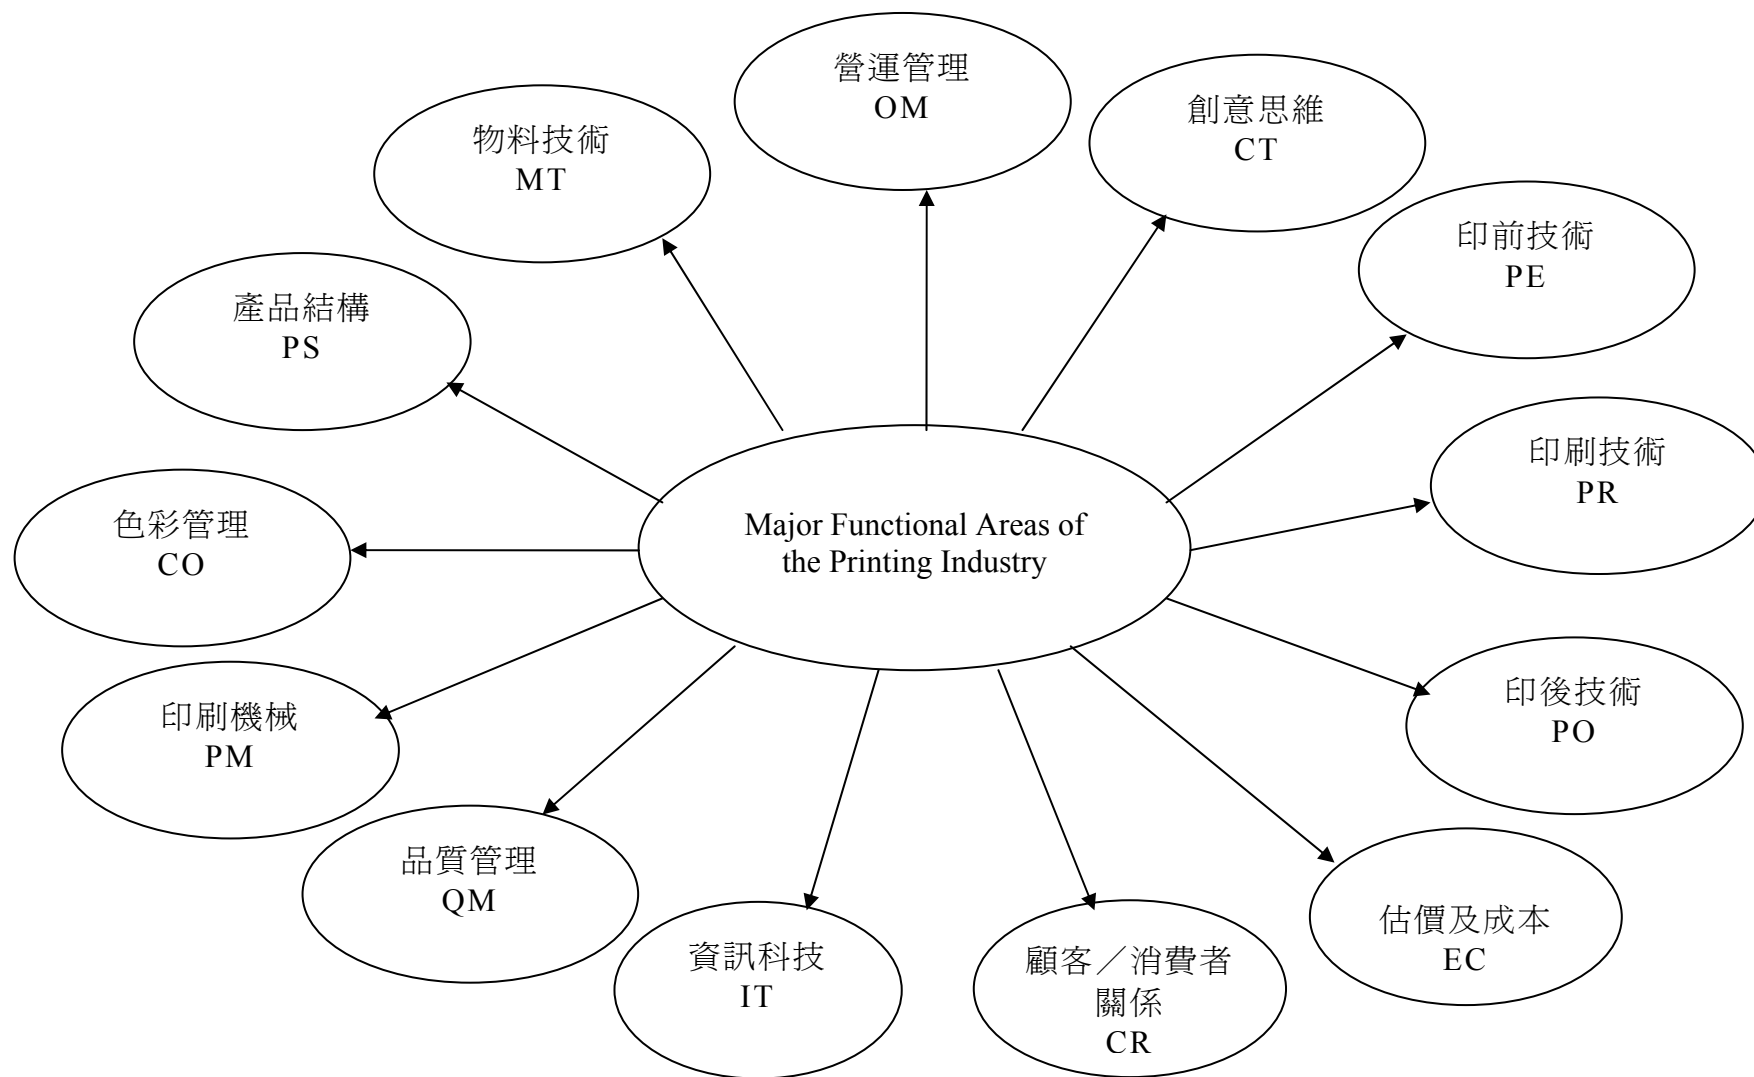 營運管理
OM
創意思維
CT
物料技術
MT
印前技術
PE
產品結構
PS
印刷技術
PR
Major Functional Areas of
the Printing Industry
色彩管理
CO
印後技術
PO
印刷機械
PM
品質管理
QM
估價及成本
EC
資訊科技
IT
顧客／消費者
關係
CR